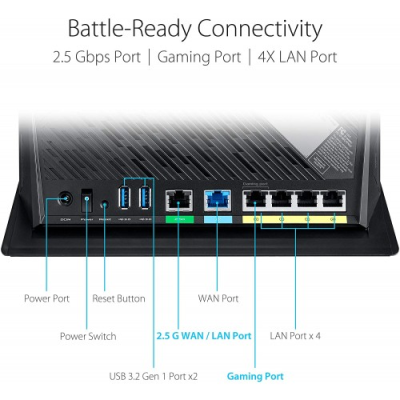 Battle-Ready Connectivity
2.5 Gbps Port | Gaming Port | 4X LAN Port
Power Port
Reset Button
WAN Port
Power Switch
2.5 G WAN / LAN Port
LAN Port x 4
USB 3.2 Gen 1 Port x2
Gaming Port